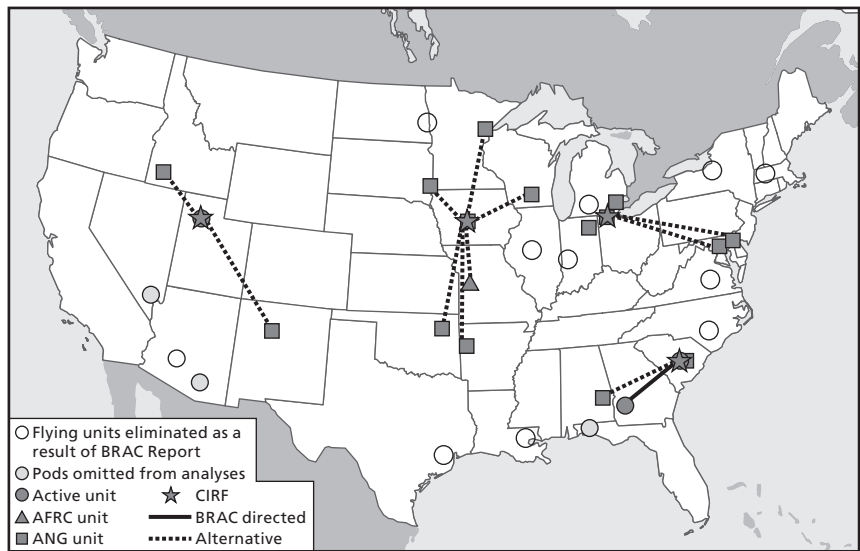 Flying units eliminated as a
result of BRAC Report
Pods omitted from analyses
Active unit
CIRF
AFRC unit
BRAC directed
ANG unit
Alternative